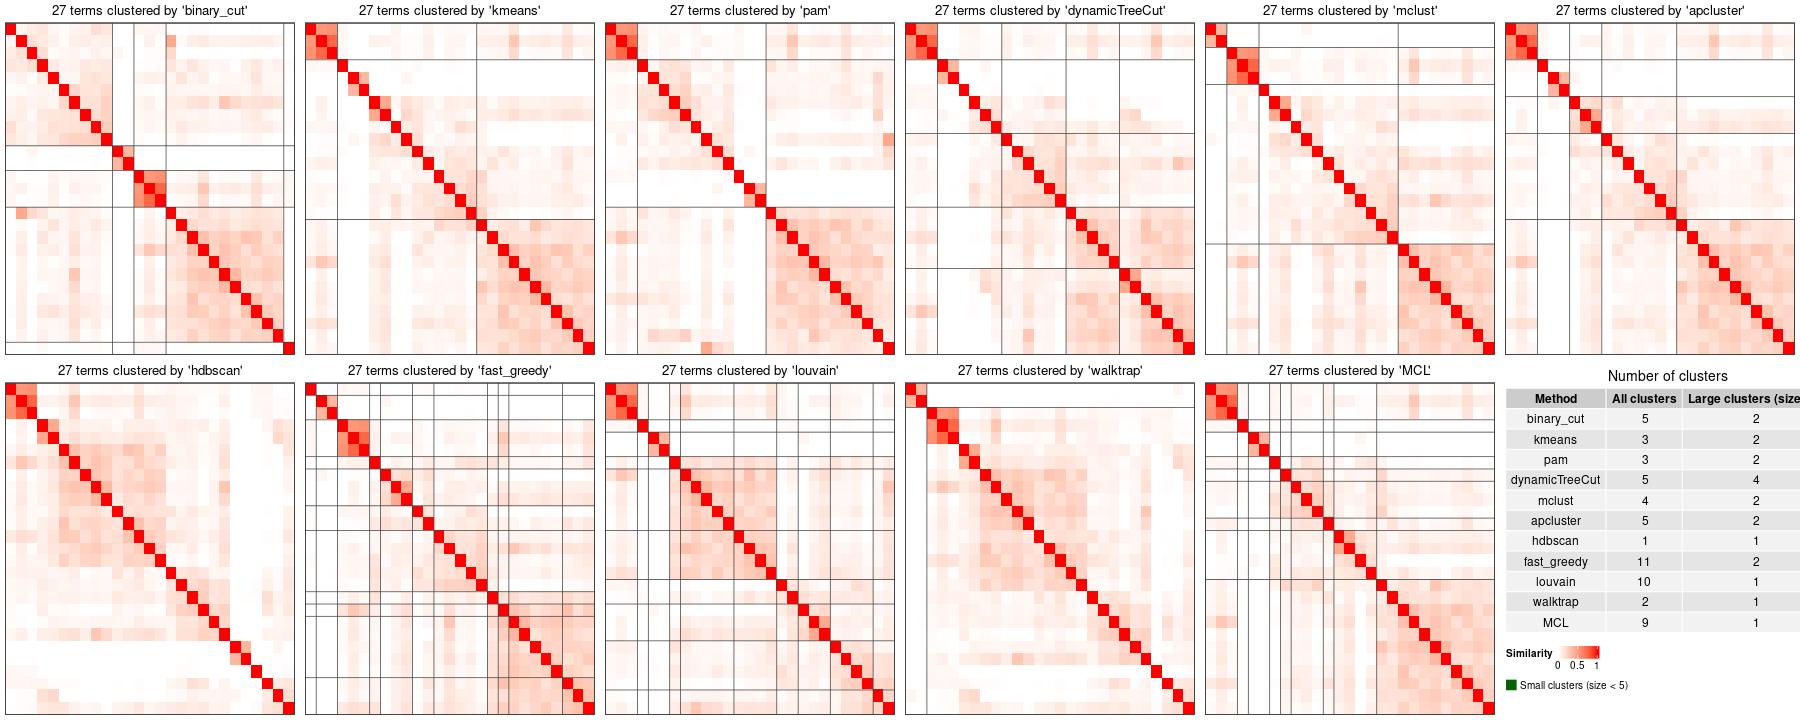 27 terms clustered by 'binary_cut'
27 terms clustered by 'kmeans'
27 terms clustered by 'pam'
27 terms clustered by 'dynamicTreeCut'
27 terms clustered by 'mclust'
27 terms clustered by 'apcluster'
27 terms clustered by 'hdbscan'
27 terms clustered by 'fast_greedy'
27 terms clustered by 'louvain'
27 terms clustered by 'walktrap'
27 terms clustered by 'MCL'
Number of clusters
Method All clusters Large clusters (size
binary_cut 5 2
kmeans 3 2
pam 3 2
dynamicTreeCut 5 4
mclust 4 2
apcluster 5 2
hdbscan 1 1
fast_greedy 11 2
louvain 10 1
walktrap 2 1
MCL 9 1
Similarity
0 0.5 1
Small clusters (size < 5)